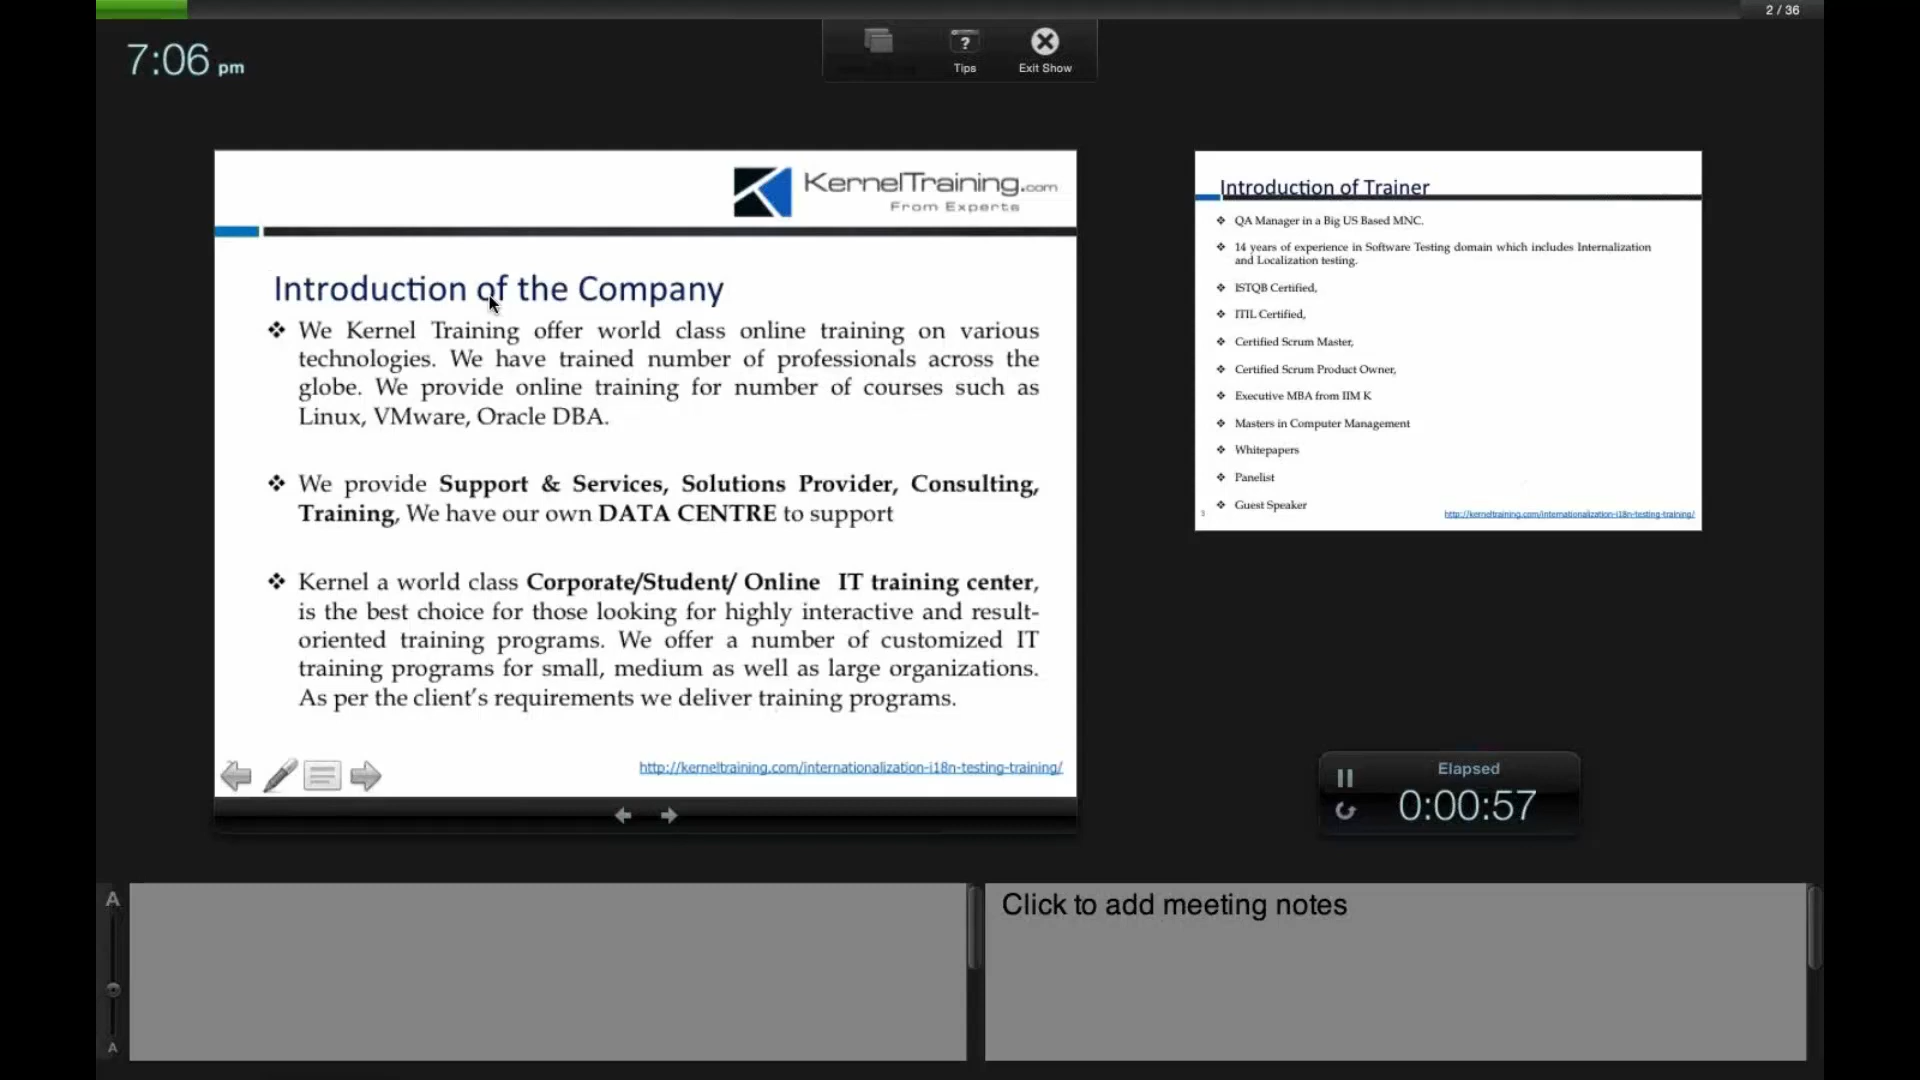 2 / 36
7:06 pm
Tips
Exit Show
KernelTraining.com
From Experts
Introduction of the Company
❖ We Kernel Training offer world class online training on various
technologies. We have trained number of professionals across the
globe. We provide online training for number of courses such as
Linux, VMware, Oracle DBA.
❖ We provide Support & Services, Solutions Provider, Consulting,
Training, We have our own DATA CENTRE to support
❖ Kernel a world class Corporate/Student/ Online IT training center,
is the best choice for those looking for highly interactive and result-
oriented training programs. We offer a number of customized IT
training programs for small, medium as well as large organizations.
As per the client's requirements we deliver training programs.
http://kerneltraining.com/internationalization-i18n-testing-training/
Introduction of Trainer
❖ QA Manager in a Big US Based MNC.
❖ 14 years of experience in Software Testing domain which includes Internalization
and Localization testing.
❖ ISTQB Certified,
❖ ITIL Certified,
❖ Certified Scrum Master,
❖ Certified Scrum Product Owner,
❖ Executive MBA from IIM K
❖ Masters in Computer Management
❖ Whitepapers
❖ Panelist
❖ Guest Speaker
3
http://kerneltraining.com/internationalization-i18n-testing-training/
Elapsed
0:00:57
A
A
Click to add meeting notes